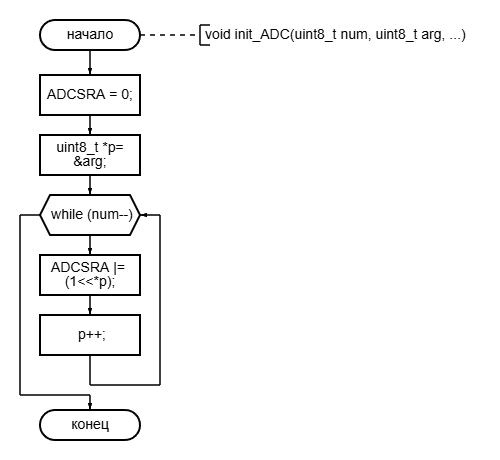 начало
void init_ADC(uint8_t num, uint8_t arg, ...)
ADCSRA = 0;
uint8_t *p=
&arg;
while (num--)
ADCSRA |=
(1<<*p);
p++;
конец